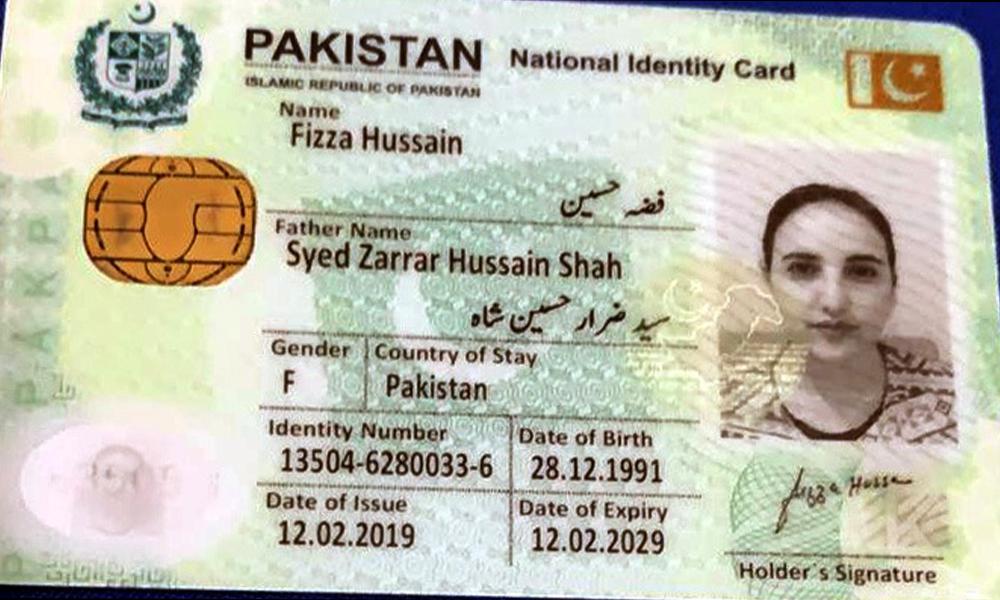 PAKISTAN National Identity Card
ISLAMIC REPUBLIC OF PAKISTAN
Name
Fizza Hussain
فضہ حسین
Father Name
Syed Zarrar Hussain Shah
سید ضرار حسین شاہ
Gender Country of Stay
F Pakistan
Identity Number Date of Birth
13504-6280033-6 28.12.1991
Date of Issue Date of Expiry
12.02.2019 12.02.2029
Holder's Signature